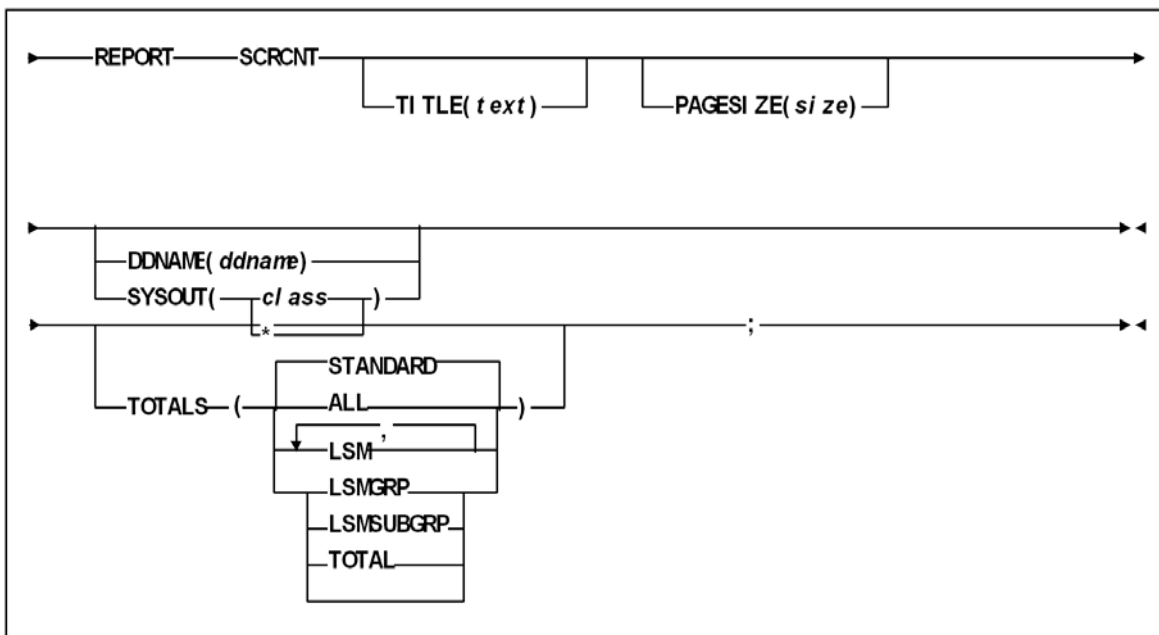 REPORT SCRCNT
TITLE(text) PAGESIZE(size)
DDNAME(ddname)
SYSOUT( class )
*
;
STANDARD
TOTALS ( ALL )
,
LSM
LSMGRP
LSMSUBGRP
TOTAL